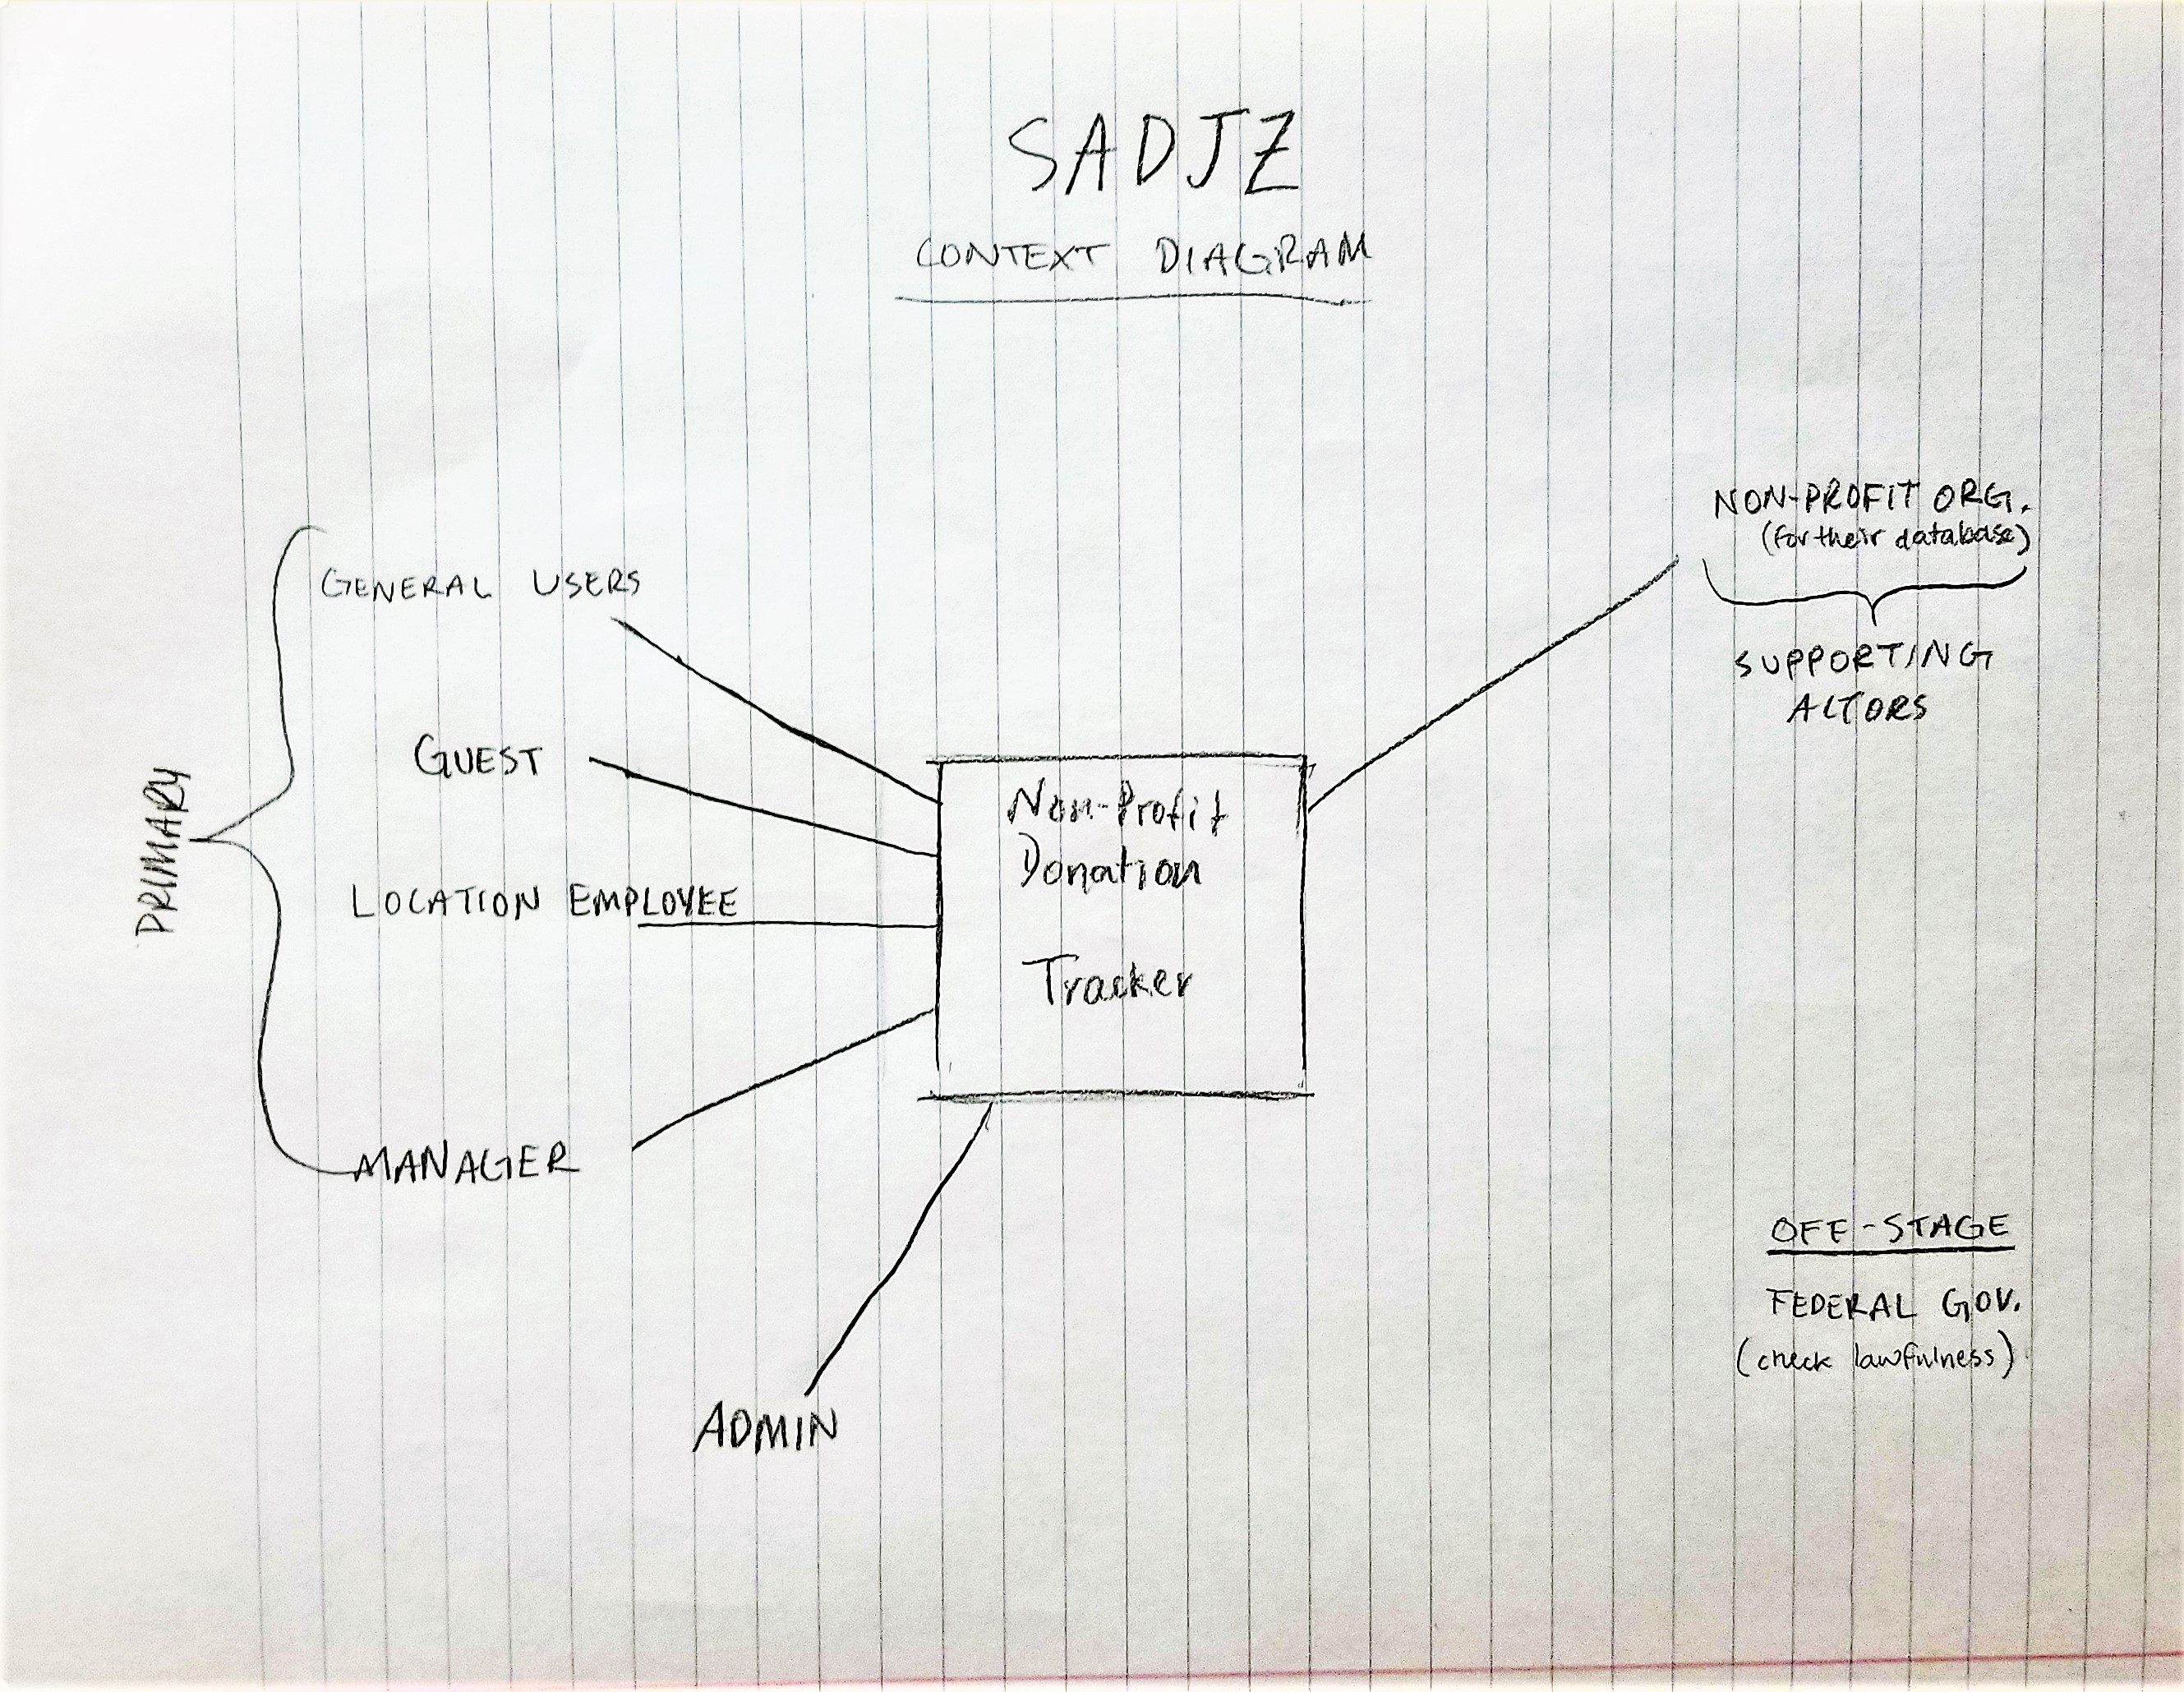 SADJZ
CONTEXT DIAGRAM
NON-PROFIT ORG.
(for their database)
SUPPORTING
ACTORS
PRIMARY
GENERAL USERS
GUEST
LOCATION EMPLOYEE
MANAGER
Non-Profit
Donation
Tracker
ADMIN
OFF-STAGE
FEDERAL GOV.
(check lawfulness)